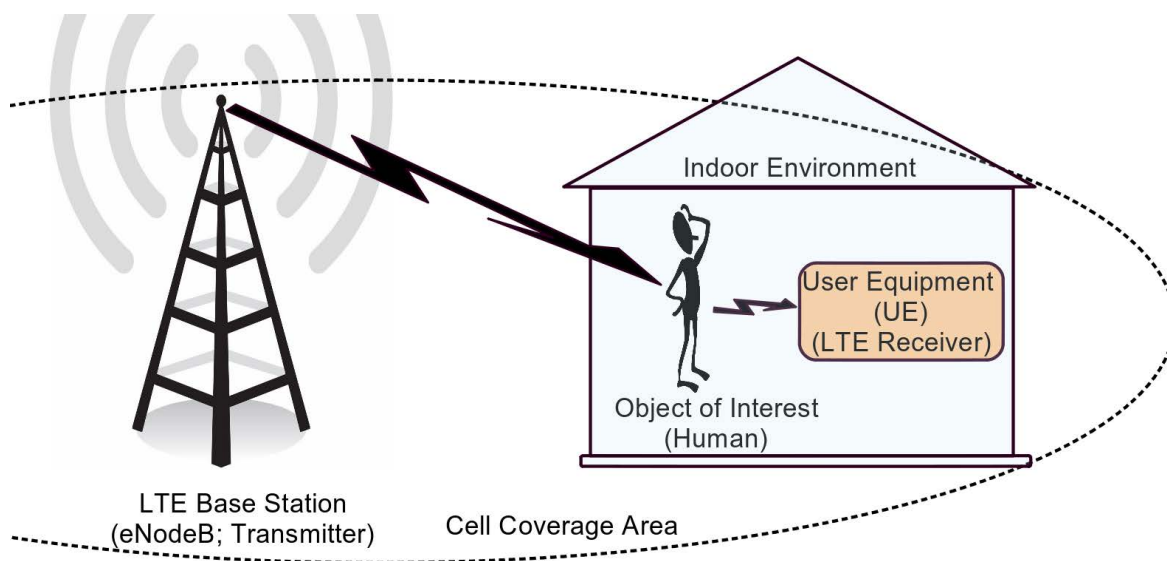 Indoor Environment
User Equipment
(UE)
(LTE Receiver)
Object of Interest
(Human)
LTE Base Station
(eNodeB; Transmitter)
Cell Coverage Area